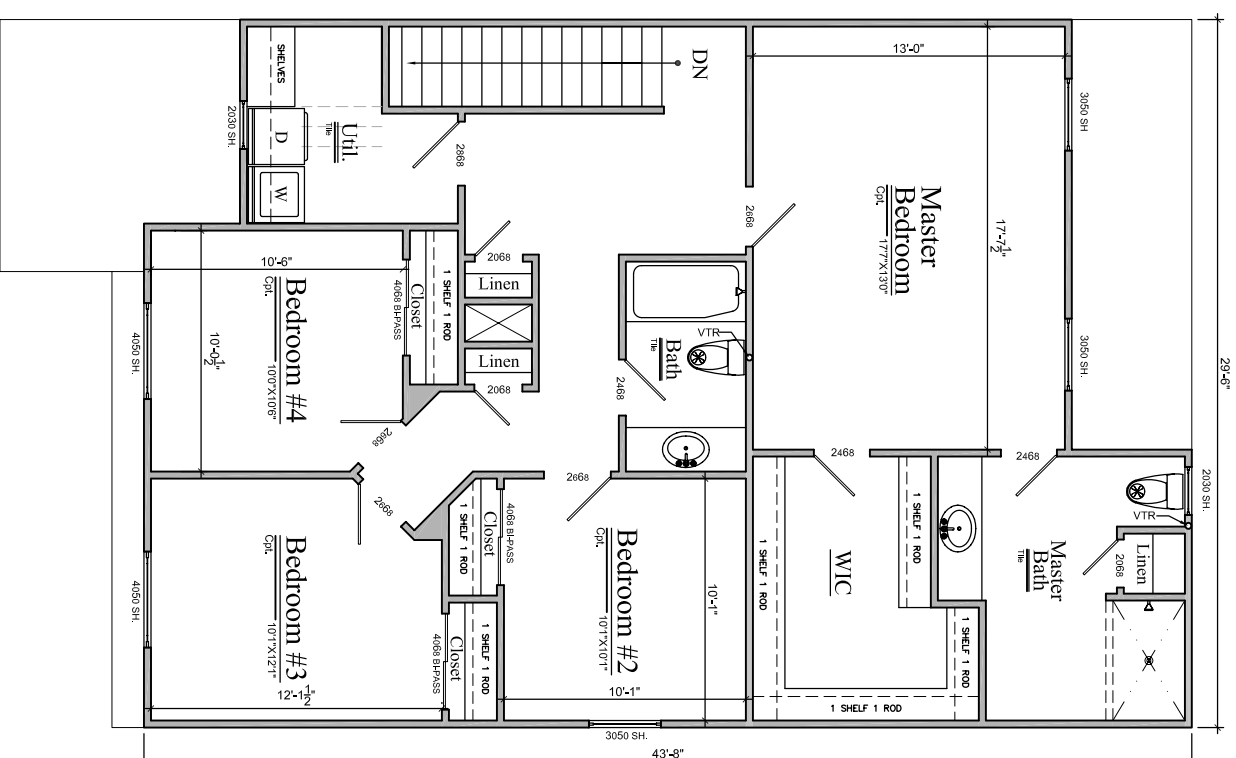 SHELVES
DN
13'-0"
3050 SH
2030 SH.
D
W
Util.
Tile
2868
2668
Master
Bedroom
Cpt.
17'7"X13'0"
17'-7 1/2"
3050 SH.
29'-6"
10'-6"
4068 BI-PASS
Closet
1 SHELF 1 ROD
2068
Linen
Linen
2068
4050 SH.
10'-0 1/2"
Bedroom #4
Cpt.
10'0"X10'6"
2668
VTR
Bath
Tile
2468
2468
2468
2030 SH.
VTR
2668
2668
4068 BI-PASS
Closet
1 SHELF 1 ROD
1 SHELF 1 ROD
1 SHELF 1 ROD
WIC
Master
Bath
Tile
2068
Linen
4050 SH.
Bedroom #3
Cpt.
10'1"X12'1"
12'-1 1/2"
4068 BI-PASS
Closet
1 SHELF 1 ROD
Bedroom #2
Cpt.
10'1"X10'1"
10'-1"
10'-1"
1 SHELF 1 ROD
1 SHELF 1 ROD
3050 SH.
43'-8"